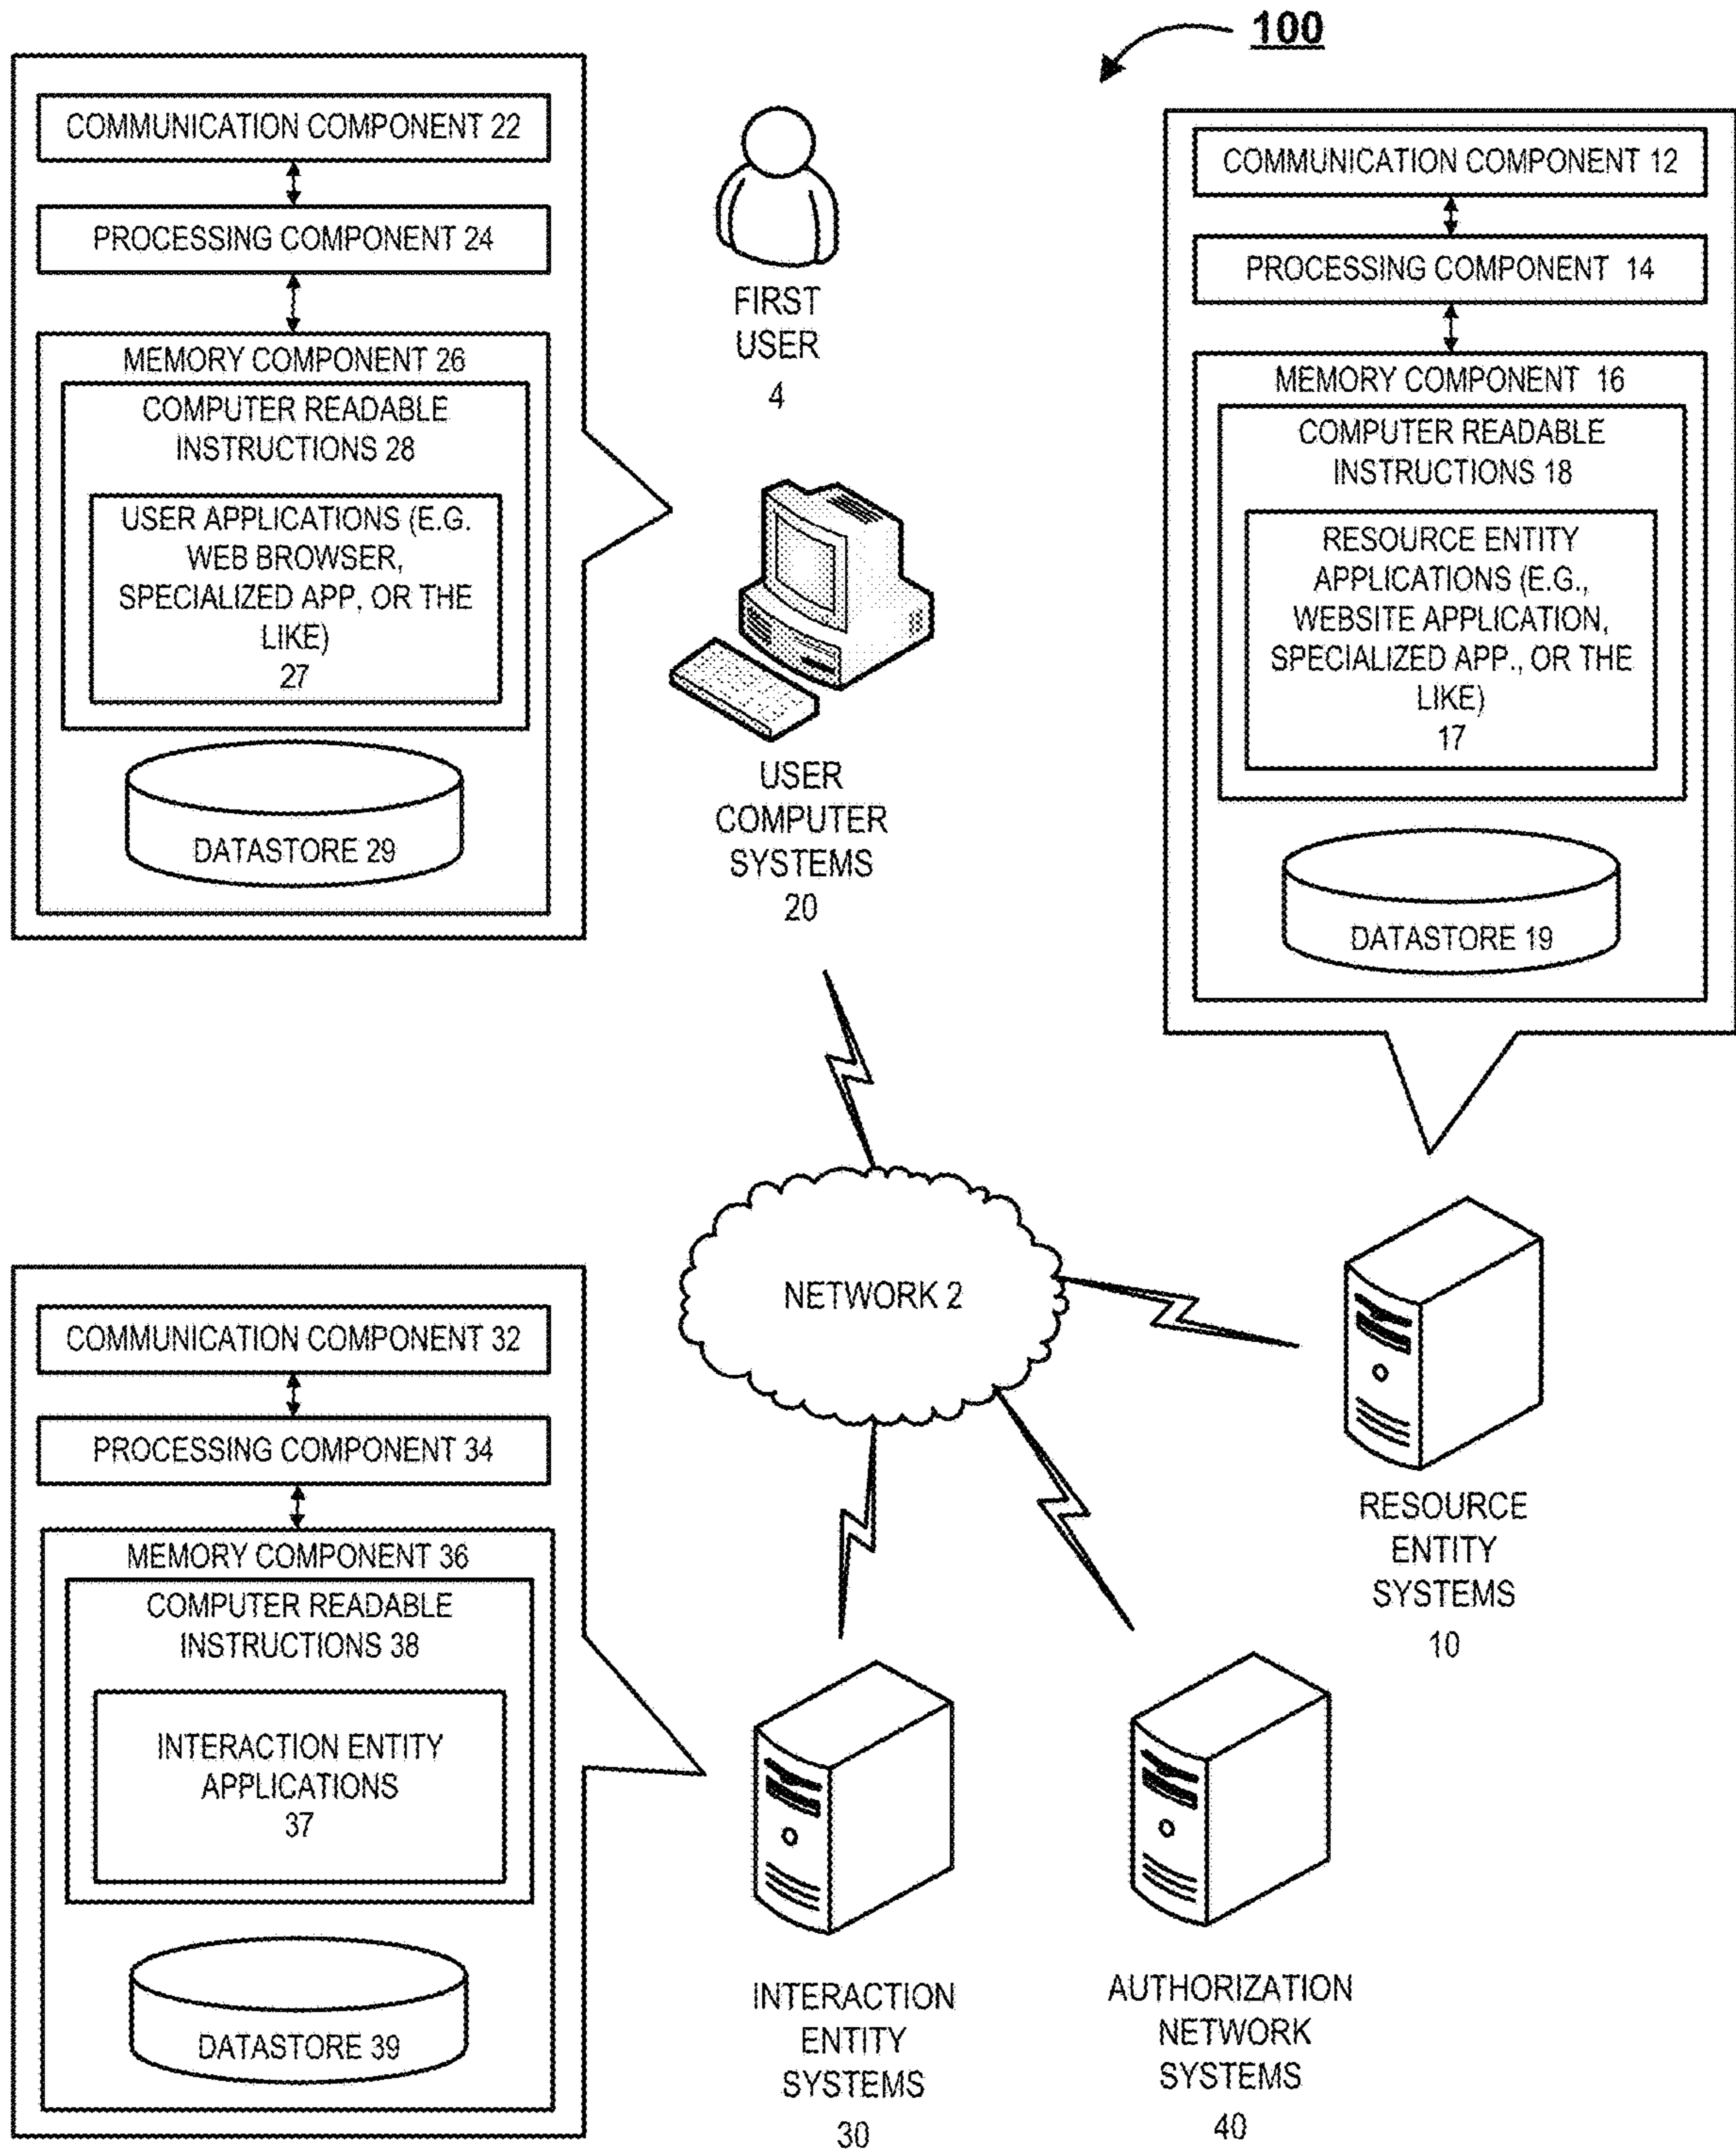 100
COMMUNICATION COMPONENT 22
PROCESSING COMPONENT 24
MEMORY COMPONENT 26
COMPUTER READABLE
INSTRUCTIONS 28
USER APPLICATIONS (E.G.
WEB BROWSER,
SPECIALIZED APP, OR THE
LIKE)
27
DATASTORE 29
FIRST
USER
4
USER
COMPUTER
SYSTEMS
20
COMMUNICATION COMPONENT 12
PROCESSING COMPONENT 14
MEMORY COMPONENT 16
COMPUTER READABLE
INSTRUCTIONS 18
RESOURCE ENTITY
APPLICATIONS (E.G.,
WEBSITE APPLICATION,
SPECIALIZED APP., OR THE
LIKE)
17
DATASTORE 19
NETWORK 2
RESOURCE
ENTITY
SYSTEMS
10
COMMUNICATION COMPONENT 32
PROCESSING COMPONENT 34
MEMORY COMPONENT 36
COMPUTER READABLE
INSTRUCTIONS 38
INTERACTION ENTITY
APPLICATIONS
37
DATASTORE 39
INTERACTION
ENTITY
SYSTEMS
30
AUTHORIZATION
NETWORK
SYSTEMS
40